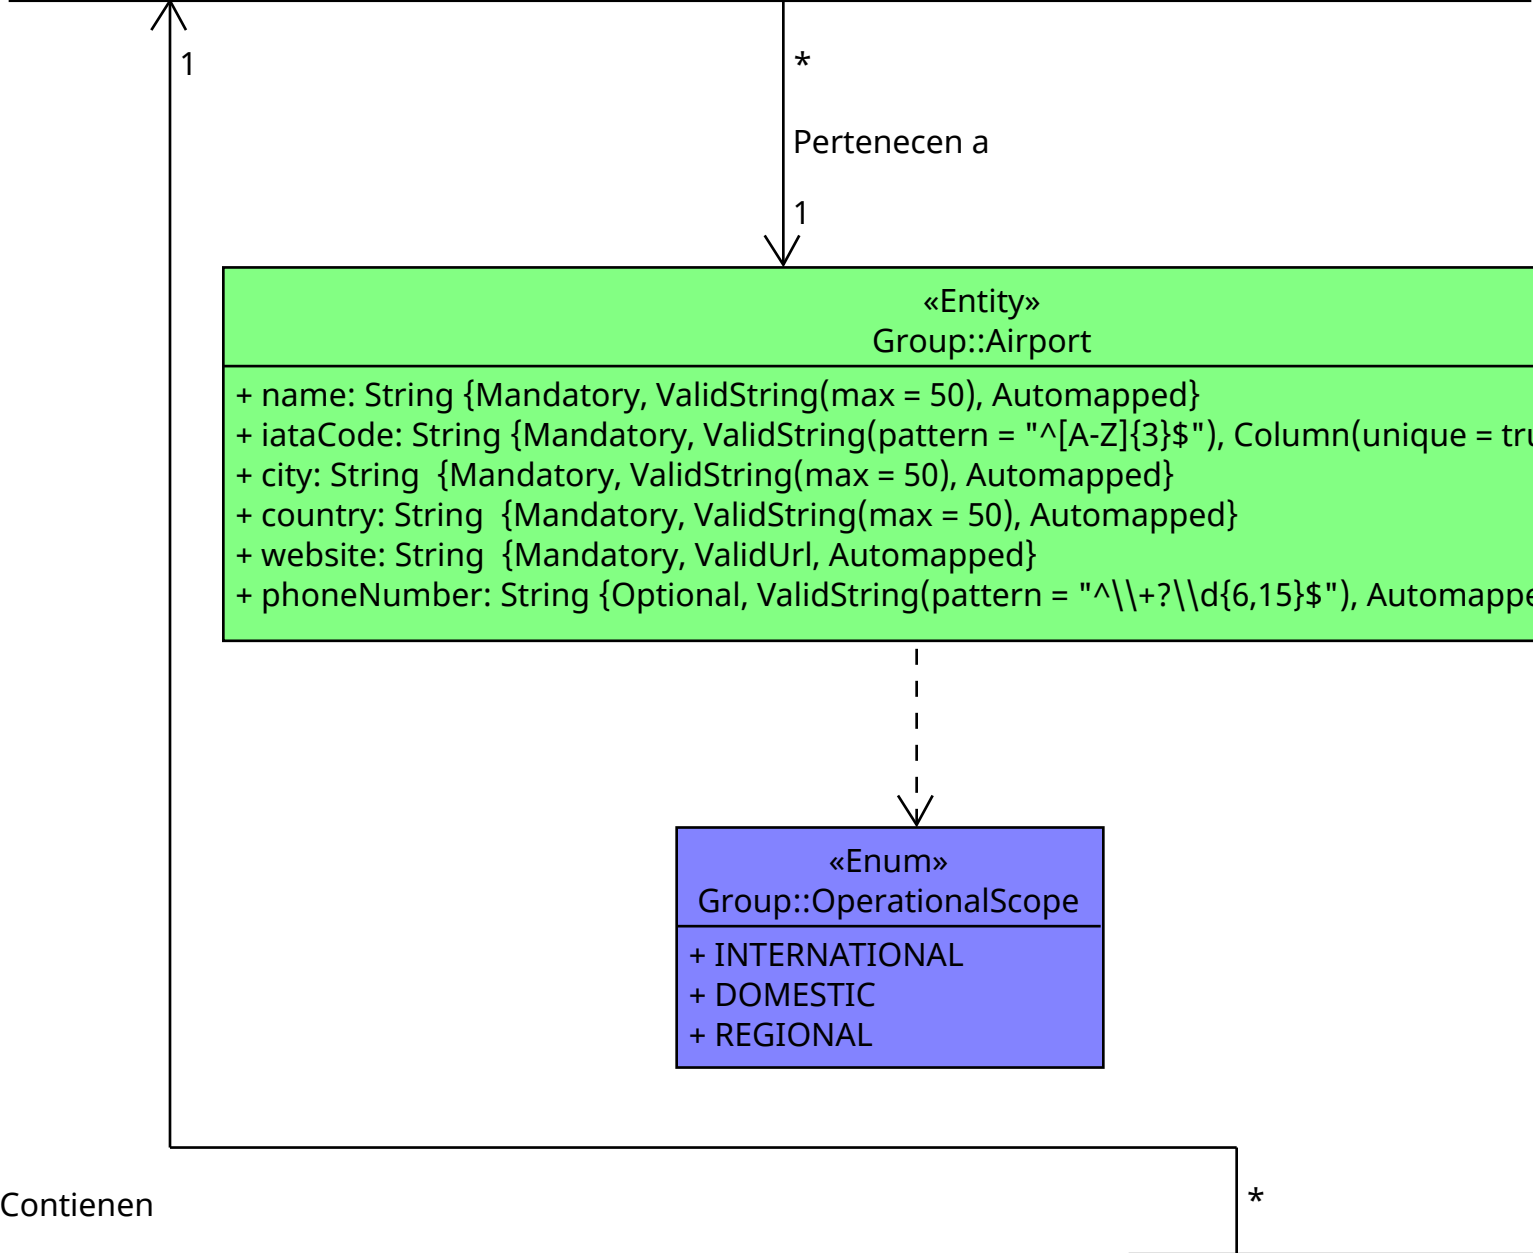 1
*
Pertenecen a
1
«Entity»
Group::Airport
+ name: String {Mandatory, ValidString(max = 50), Automapped}
+ iataCode: String {Mandatory, ValidString(pattern = "^[A-Z]{3}$"), Column(unique = tru
+ city: String  {Mandatory, ValidString(max = 50), Automapped}
+ country: String  {Mandatory, ValidString(max = 50), Automapped}
+ website: String  {Mandatory, ValidUrl, Automapped}
+ phoneNumber: String {Optional, ValidString(pattern = "^\\+?\\d{6,15}$"), Automappe
«Enum»
Group::OperationalScope
+ INTERNATIONAL
+ DOMESTIC
+ REGIONAL
Contienen
*